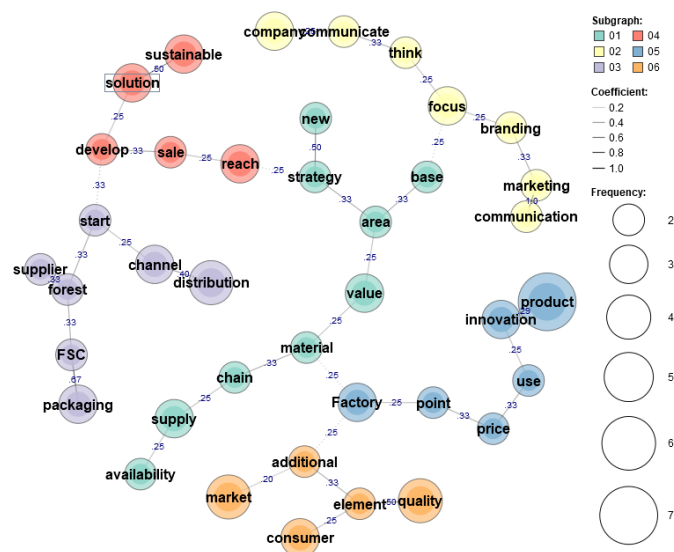 company
communicate
.25
.33
think
sustainable
.50
solution
.25
.25
focus
new
.25
branding
.50
.25
.33
develop
.33
sale
.25
reach
.25
strategy
base
marketing
1.0
communication
.33
.33
.33
area
start
.33
.25
.25
supplier
.33
forest
channel
.40
distribution
value
product
.29
innovation
.33
.25
.25
FSC
material
.33
chain
.25
use
.67
packaging
.25
Factory
.25
point
.33
.33
price
supply
.25
.25
availability
additional
market
.20
.33
element
.50
quality
.25
consumer
Subgraph:
01 04
02 05
03 06
Coefficient:
0.2
0.4
0.6
0.8
1.0
Frequency:
2
3
4
5
6
7